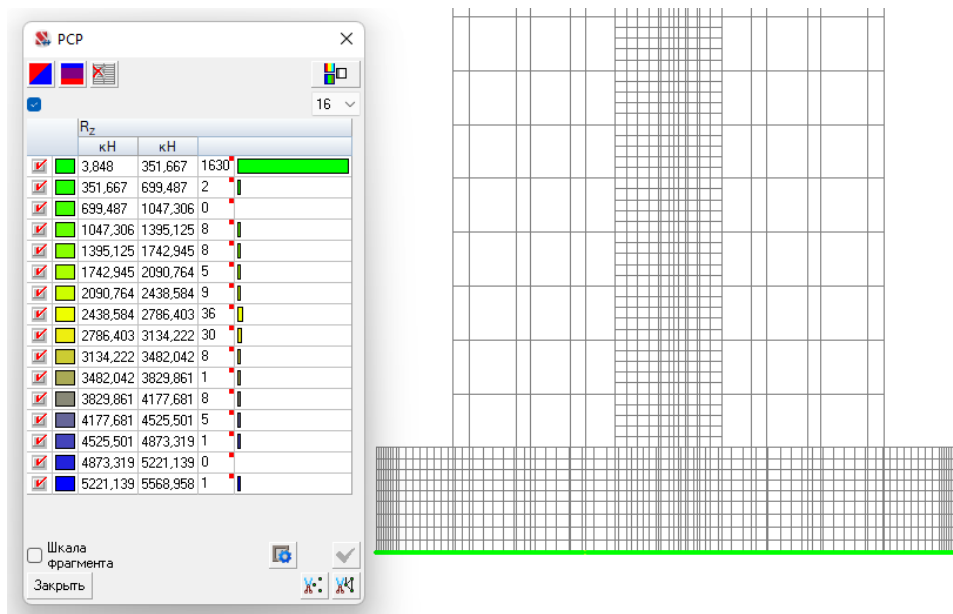 РСР
16
Rz
кН кН
3,848 351,667 1630
351,667 699,487 2
699,487 1047,306 0
1047,306 1395,125 8
1395,125 1742,945 8
1742,945 2090,764 5
2090,764 2438,584 9
2438,584 2786,403 36
2786,403 3134,222 30
3134,222 3482,042 8
3482,042 3829,861 1
3829,861 4177,681 8
4177,681 4525,501 5
4525,501 4873,319 1
4873,319 5221,139 0
5221,139 5568,958 1
Шкала
фрагмента
Закрыть